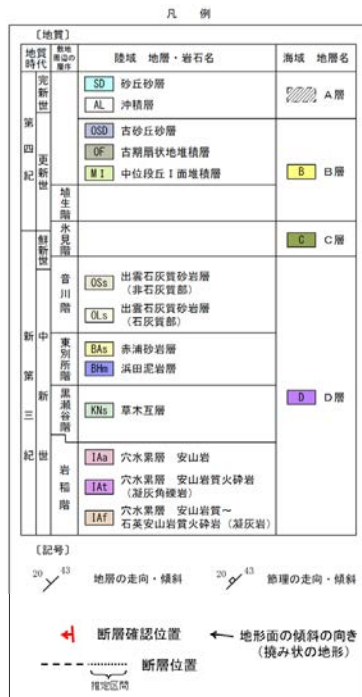 凡 例
〔地質〕
地質時代
敷地周辺の層序
陸域 地層・岩石名
海域 地層名
第四紀
完新世
更新世
SD 砂丘砂層
AL 沖積層
A層
OSD 古砂丘砂層
OF 古期扇状地堆積層
MⅠ 中位段丘Ⅰ面堆積層
B B層
埴生階
氷見階
C C層
新第三紀
鮮新世
中新世
音川階
OSs 出雲石灰質砂岩層
(非石灰質部)
OLs 出雲石灰質砂岩層
(石灰質部)
東別所階
BAs 赤浦砂岩層
BHm 浜田泥岩層
D D層
黒瀬谷階
KNs 草木互層
岩稲階
IAa 穴水累層 安山岩
IAt 穴水累層 安山岩質火砕岩
(凝灰角礫岩)
IAf 穴水累層 安山岩質~
石英安山岩質火砕岩 (凝灰岩)
〔記号〕
20 43 地層の走向・傾斜
20 43 節理の走向・傾斜
断層確認位置
地形面の傾斜の向き
(撓み状の地形)
断層位置
推定区間